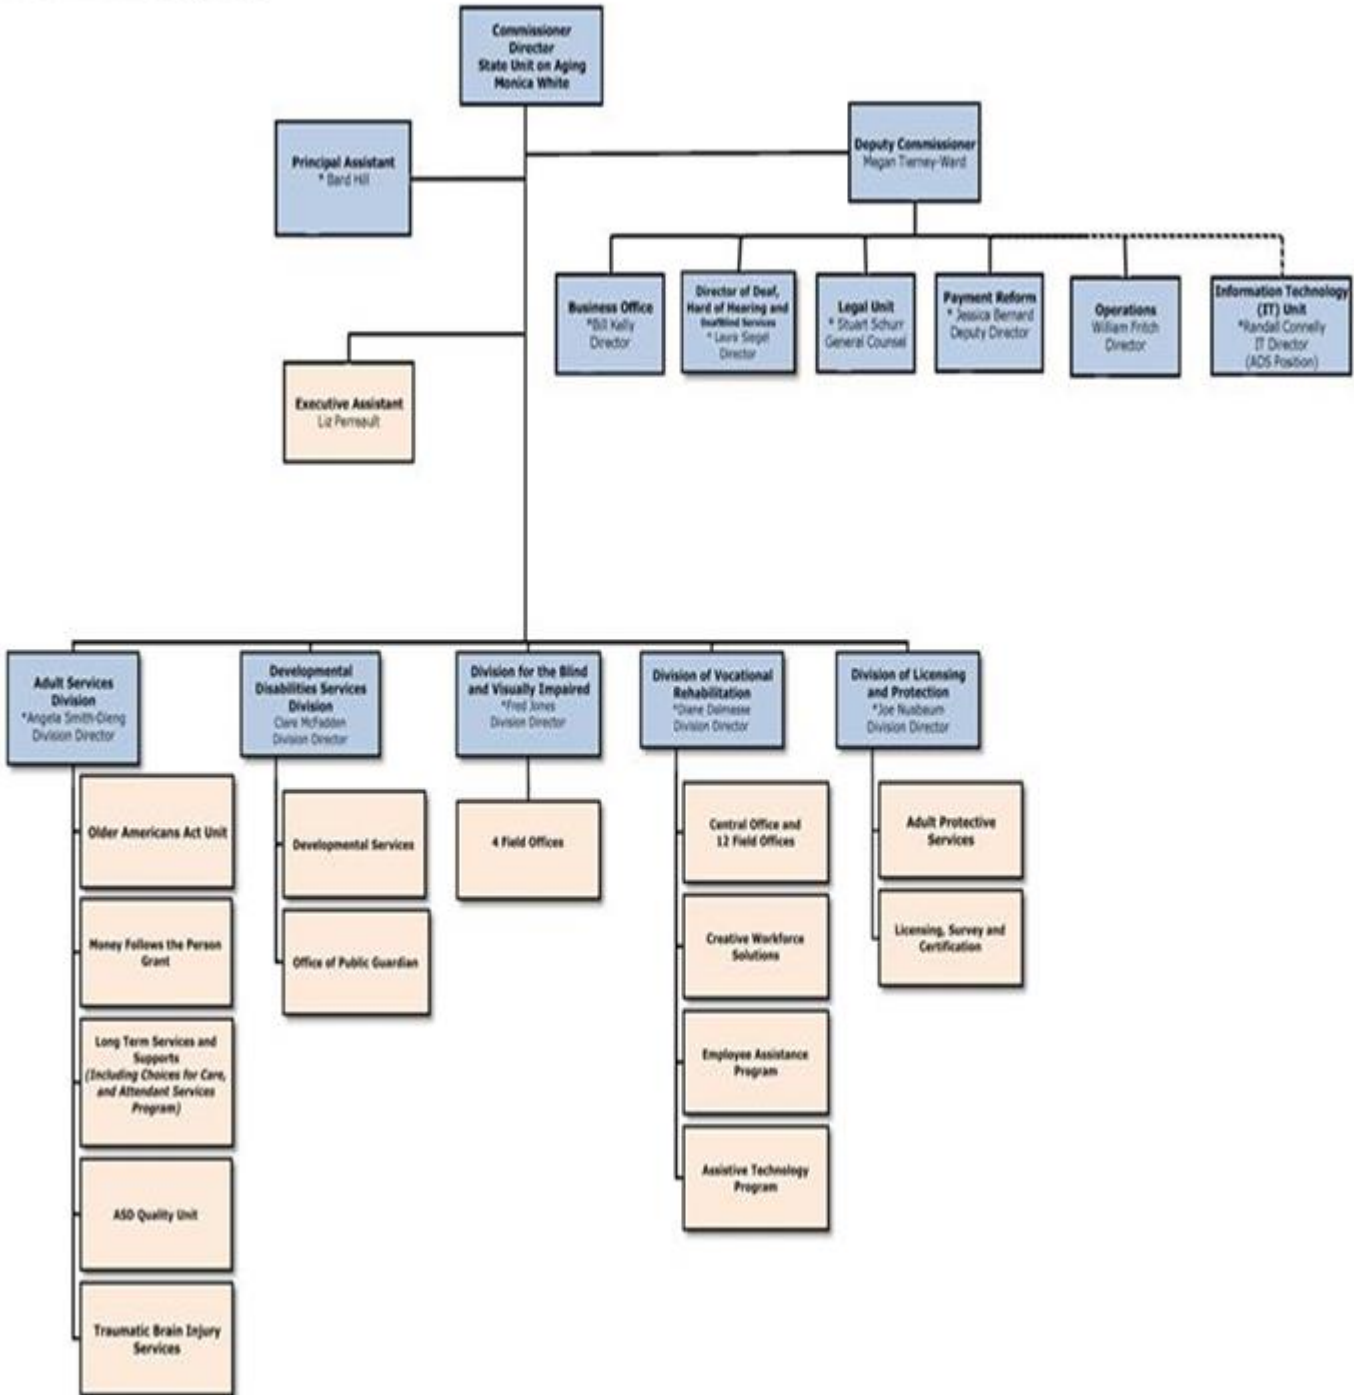 Commissioner
Director
State Unit on Aging
Monica White
Principal Assistant
* Bard Hill
Deputy Commissioner
Megan Tierney-Ward
Business Office
*Bill Kelly
Director
Director of Deaf,
Hard of Hearing and
DeafBlind Services
* Laura Siegel
Director
Legal Unit
* Stuart Schurr
General Counsel
Payment Reform
* Jessica Bernard
Deputy Director
Operations
William Fritch
Director
Information Technology
(IT) Unit
*Randall Connelly
IT Director
(ADS Position)
Executive Assistant
Liz Perreault
Adult Services
Division
*Angela Smith-Dieng
Division Director
Developmental
Disabilities Services
Division
Clare McFadden
Division Director
Division for the Blind
and Visually Impaired
*Fred Jones
Division Director
Division of Vocational
Rehabilitation
*Diane Dalmasse
Division Director
Division of Licensing
and Protection
*Joe Nusbaum
Division Director
Older Americans Act Unit
Money Follows the Person
Grant
Long Term Services and
Supports
(Including Choices for Care,
and Attendant Services
Program)
ASD Quality Unit
Traumatic Brain Injury
Services
Developmental Services
Office of Public Guardian
4 Field Offices
Central Office and
12 Field Offices
Creative Workforce
Solutions
Employee Assistance
Program
Assistive Technology
Program
Adult Protective
Services
Licensing, Survey and
Certification